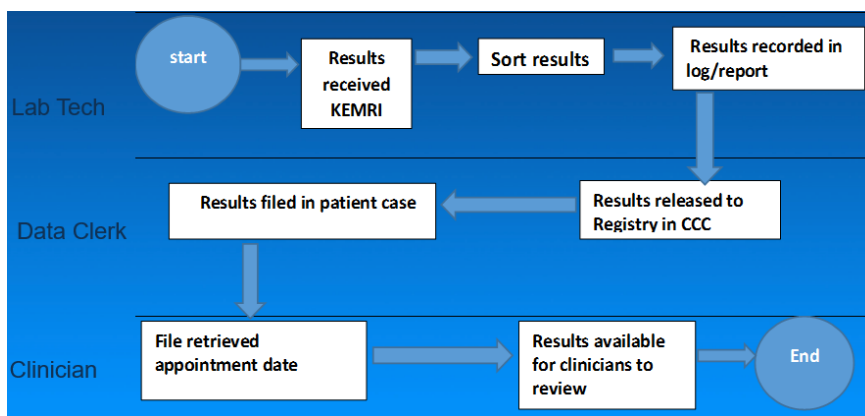 start
Results
received
KEMRI
Sort results
Results recorded in
log/report
Lab Tech
Results filed in patient case
Results released to
Registry in CCC
Data Clerk
File retrieved
appointment date
Results available
for clinicians to
review
End
Clinician